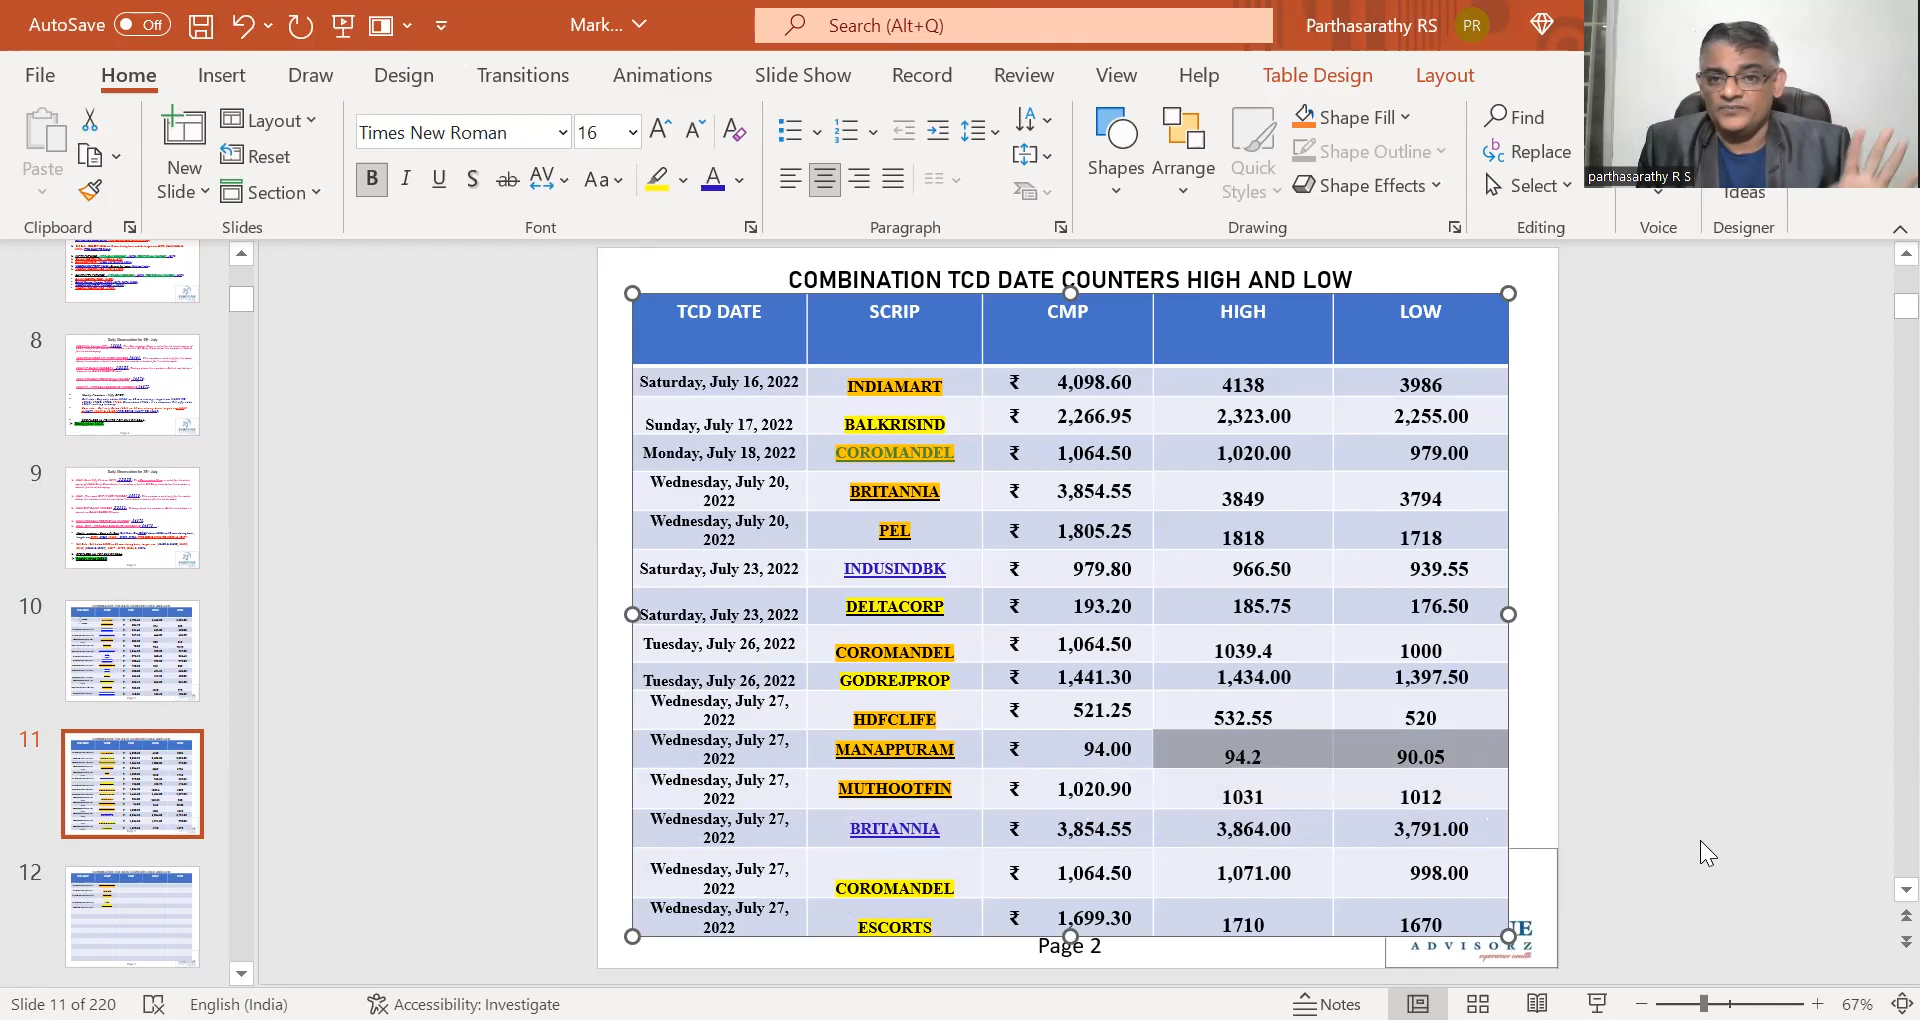 AutoSave Off Mark... Search (Alt+Q) Parthasarathy RS PR
File Home Insert Draw Design Transitions Animations Slide Show Record Review View Help Table Design Layout
Paste
New Slide
Layout
Reset
Section
Times New Roman 16
B I U S ab AV Aa A
Shapes Arrange Quick Styles
Shape Fill
Shape Outline
Shape Effects
Find
Replace
Select
parthasarathy R S
Ideas
Clipboard Slides Font Paragraph Drawing Editing Voice Designer
8
9
10
11
12
COMBINATION TCD DATE COUNTERS HIGH AND LOW
TCD DATE SCRIP CMP HIGH LOW
Saturday, July 16, 2022 INDIAMART ₹ 4,098.60 4138 3986
Sunday, July 17, 2022 BALKRISIND ₹ 2,266.95 2,323.00 2,255.00
Monday, July 18, 2022 COROMANDEL ₹ 1,064.50 1,020.00 979.00
Wednesday, July 20, 2022 BRITANNIA ₹ 3,854.55 3849 3794
Wednesday, July 20, 2022 PEL ₹ 1,805.25 1818 1718
Saturday, July 23, 2022 INDUSINDBK ₹ 979.80 966.50 939.55
Saturday, July 23, 2022 DELTACORP ₹ 193.20 185.75 176.50
Tuesday, July 26, 2022 COROMANDEL ₹ 1,064.50 1039.4 1000
Tuesday, July 26, 2022 GODREJPROP ₹ 1,441.30 1,434.00 1,397.50
Wednesday, July 27, 2022 HDFCLIFE ₹ 521.25 532.55 520
Wednesday, July 27, 2022 MANAPPURAM ₹ 94.00 94.2 90.05
Wednesday, July 27, 2022 MUTHOOTFIN ₹ 1,020.90 1031 1012
Wednesday, July 27, 2022 BRITANNIA ₹ 3,854.55 3,864.00 3,791.00
Wednesday, July 27, 2022 COROMANDEL ₹ 1,064.50 1,071.00 998.00
Wednesday, July 27, 2022 ESCORTS ₹ 1,699.30 1710 1670
Page 2
ADVISORZ
experience wealth
Slide 11 of 220 English (India) Accessibility: Investigate Notes 67%